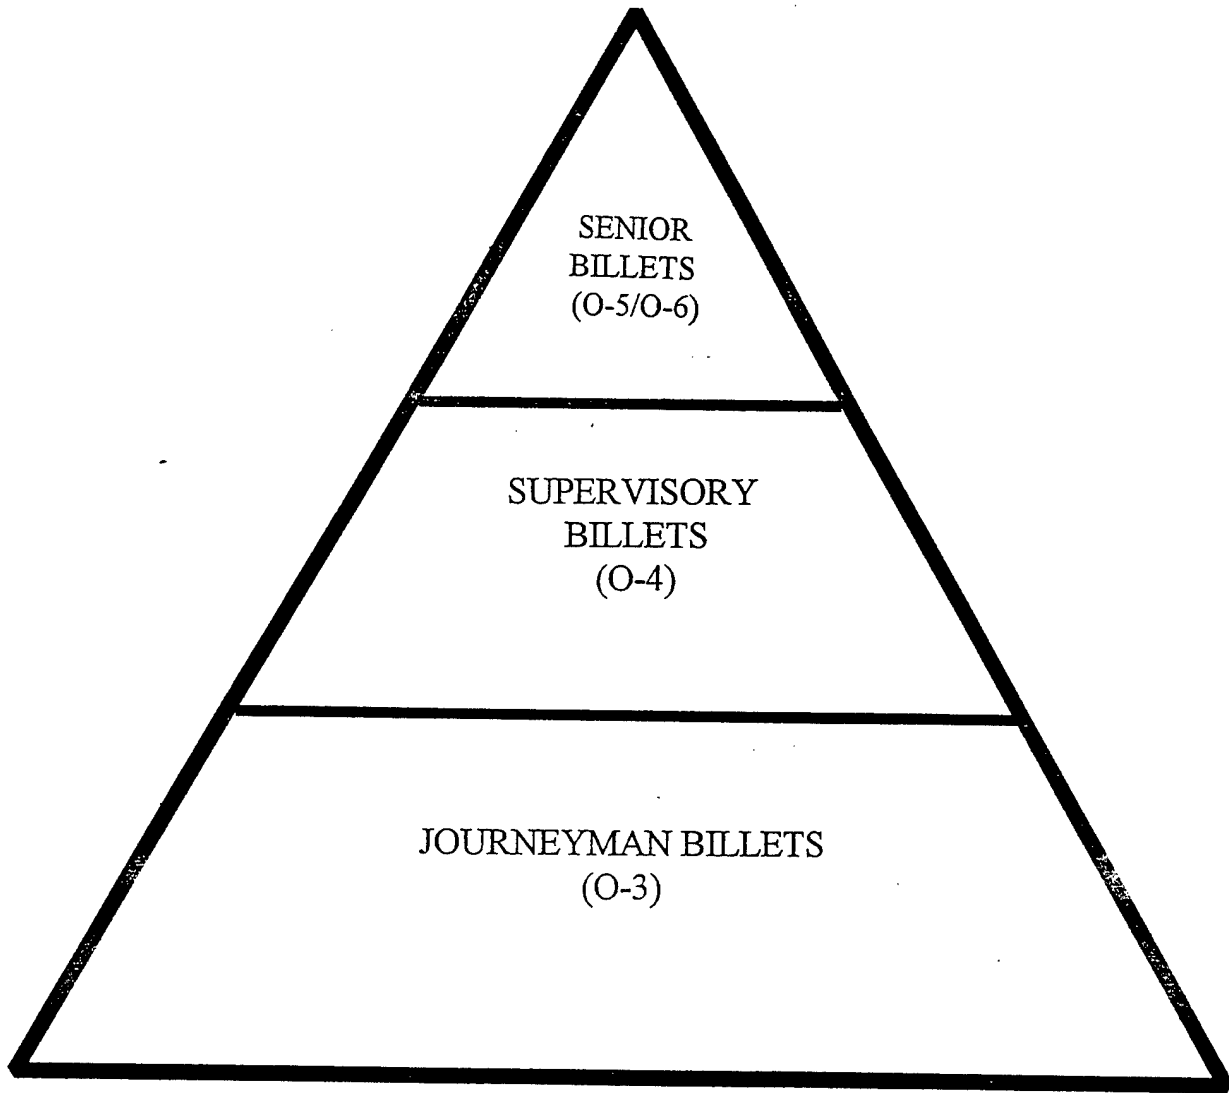 SENIOR
BILLETS
(O-5/O-6)
SUPERVISORY
BILLETS
(O-4)
JOURNEYMAN BILLETS
(O-3)